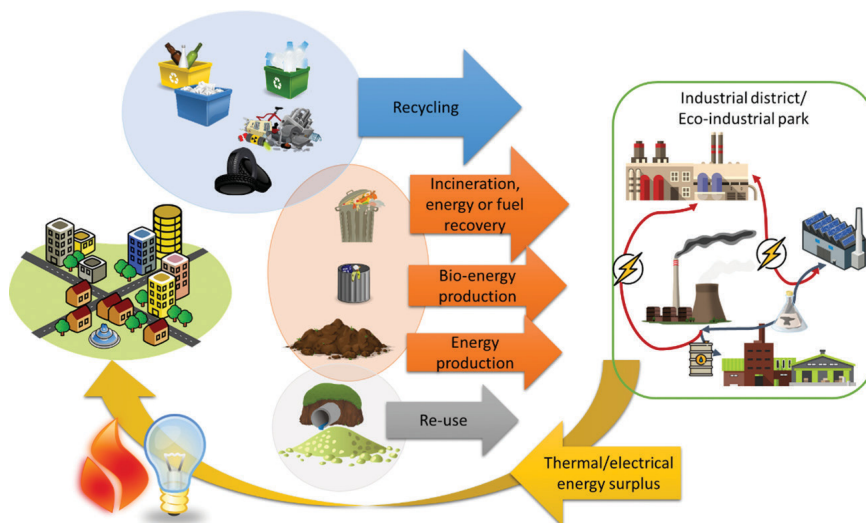 Recycling
Industrial district/
Eco-industrial park
Incineration,
energy or fuel
recovery
Bio-energy
production
Energy
production
Re-use
Thermal/electrical
energy surplus